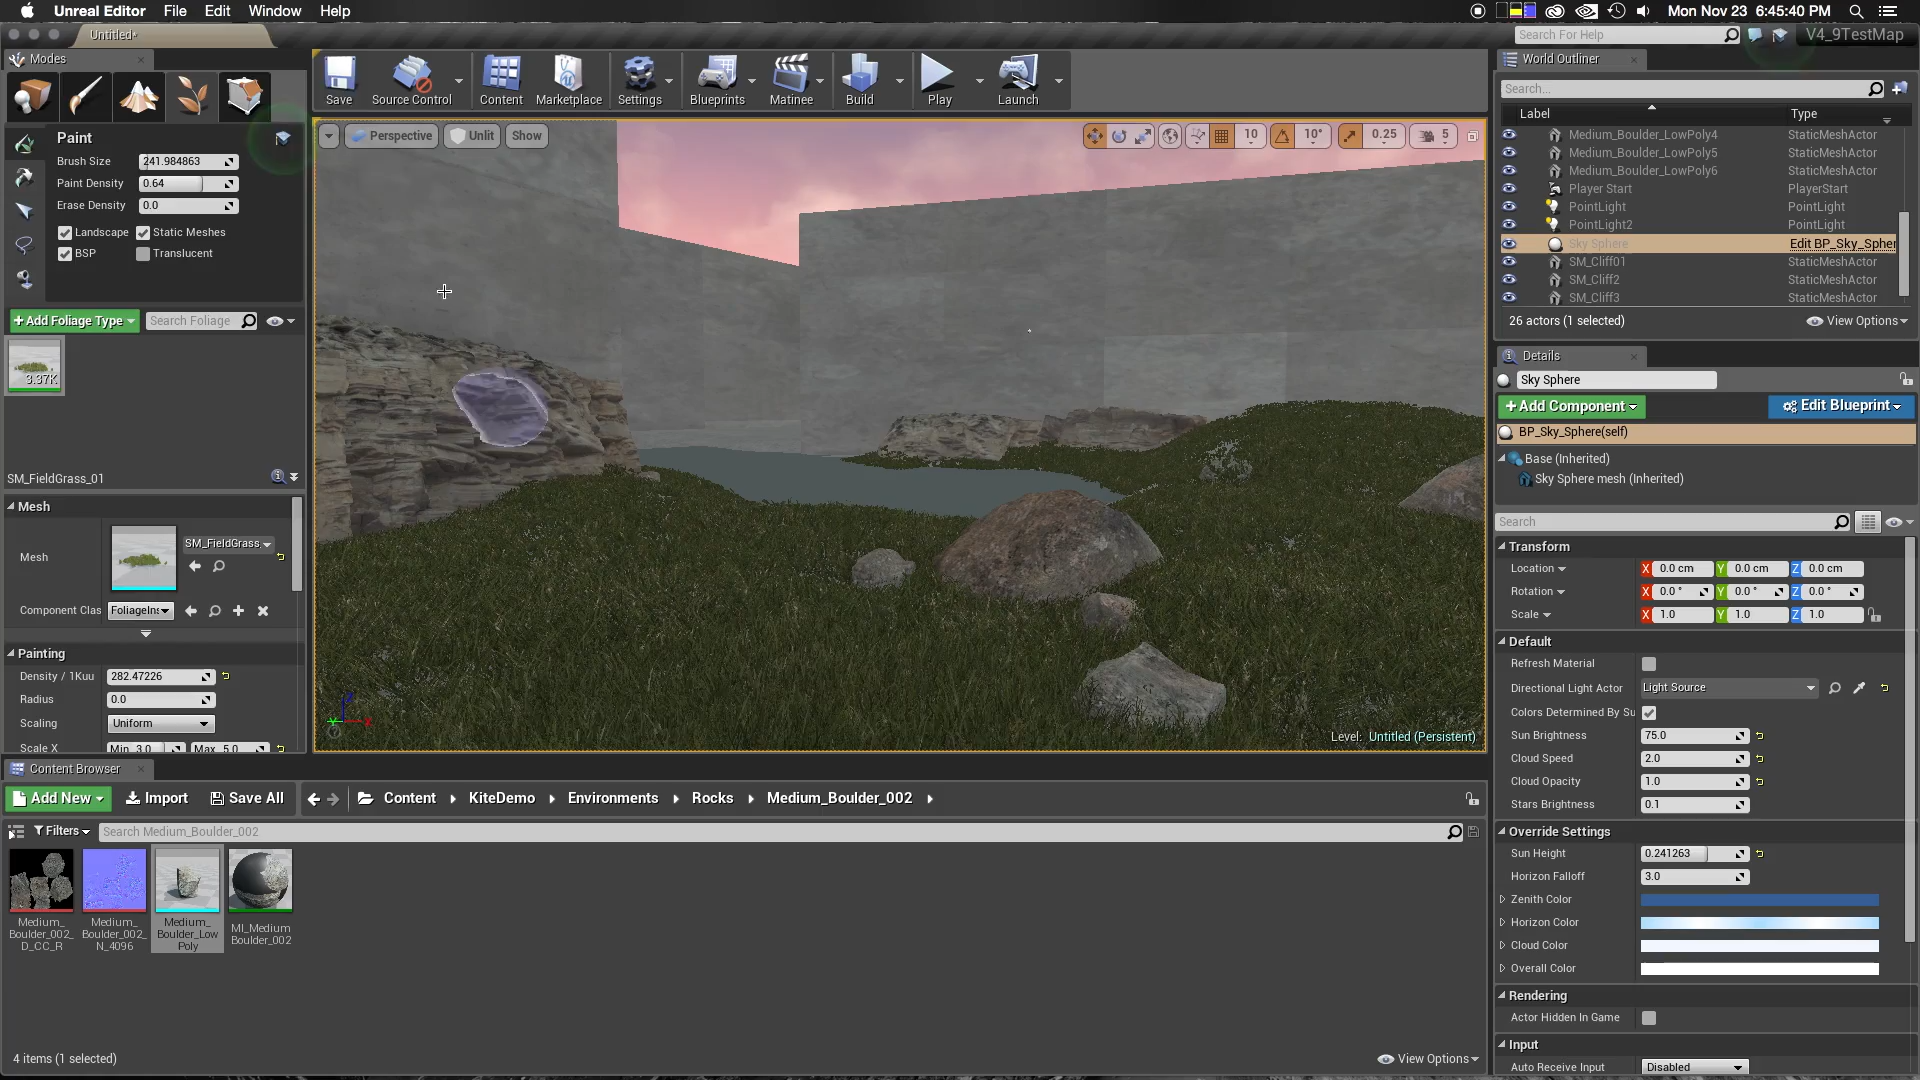 Unreal Editor File Edit Window Help
Mon Nov 23 6:45:40 PM
Untitled*
Search For Help
V4_9TestMap
Modes
Save
Source Control
Content
Marketplace
Settings
Blueprints
Matinee
Build
Play
Launch
Paint
Brush Size 241.984863
Paint Density 0.64
Erase Density 0.0
Landscape Static Meshes
BSP Translucent
+ Add Foliage Type
Search Foliage
3.37K
SM_FieldGrass_01
Mesh
Mesh SM_FieldGrass
Component Clas FoliageIns
Painting
Density / 1Kuu 282.47226
Radius 0.0
Scaling Uniform
Scale X Min 3.0 Max 5.0
Perspective Unlit Show
10 10° 0.25 5
Level: Untitled (Persistent)
World Outliner
Search...
Label Type
Medium_Boulder_LowPoly4 StaticMeshActor
Medium_Boulder_LowPoly5 StaticMeshActor
Medium_Boulder_LowPoly6 StaticMeshActor
Player Start PlayerStart
PointLight PointLight
PointLight2 PointLight
Sky Sphere Edit BP_Sky_Spher
SM_Cliff01 StaticMeshActor
SM_Cliff2 StaticMeshActor
SM_Cliff3 StaticMeshActor
26 actors (1 selected) View Options
Details
Sky Sphere
+ Add Component Edit Blueprint
BP_Sky_Sphere(self)
Base (Inherited)
Sky Sphere mesh (Inherited)
Search
Transform
Location X 0.0 cm Y 0.0 cm Z 0.0 cm
Rotation X 0.0 ° Y 0.0 ° Z 0.0 °
Scale X 1.0 Y 1.0 Z 1.0
Default
Refresh Material
Directional Light Actor Light Source
Colors Determined By Su
Sun Brightness 75.0
Cloud Speed 2.0
Cloud Opacity 1.0
Stars Brightness 0.1
Override Settings
Sun Height 0.241263
Horizon Falloff 3.0
Zenith Color
Horizon Color
Cloud Color
Overall Color
Rendering
Actor Hidden In Game
Input
Auto Receive Input Disabled
Content Browser
Add New Import Save All
Content KiteDemo Environments Rocks Medium_Boulder_002
Filters Search Medium_Boulder_002
Medium_
Boulder_002_
D_CC_R
Medium_
Boulder_002_
N_4096
Medium_
Boulder_Low
Poly
MI_Medium
Boulder_002
4 items (1 selected) View Options